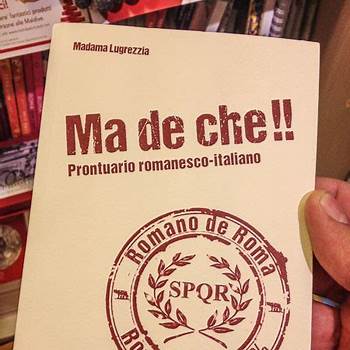 Madama Lugrezzia
Ma de che!!
Prontuario romanesco-italiano
Romano de Roma
SPQR